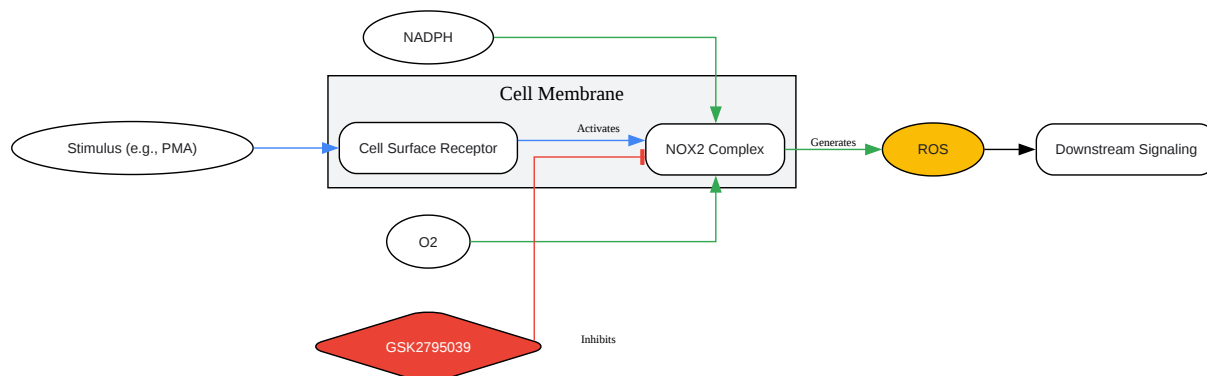 NADPH
Cell Membrane
Stimulus (e.g., PMA)
Cell Surface Receptor
Activates
NOX2 Complex
Generates
ROS
Downstream Signaling
O2
GSK2795039
Inhibits